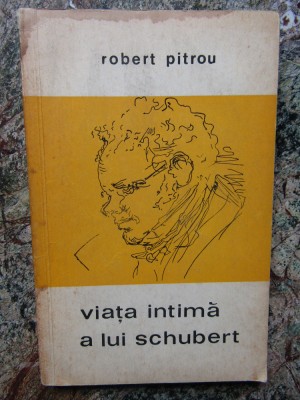 robert pitrou
viața intimă
a lui schubert